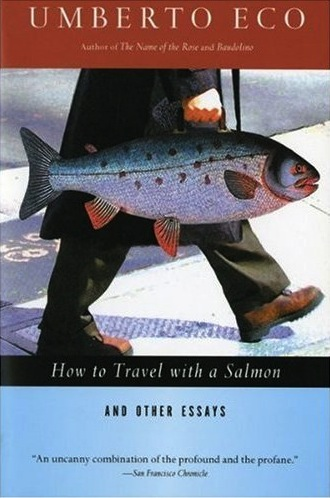 UMBERTO ECO
Author of The Name of the Rose and Baudolino
How to Travel with a Salmon
AND OTHER ESSAYS
"An uncanny combination of the profound and the profane."
—San Francisco Chronicle